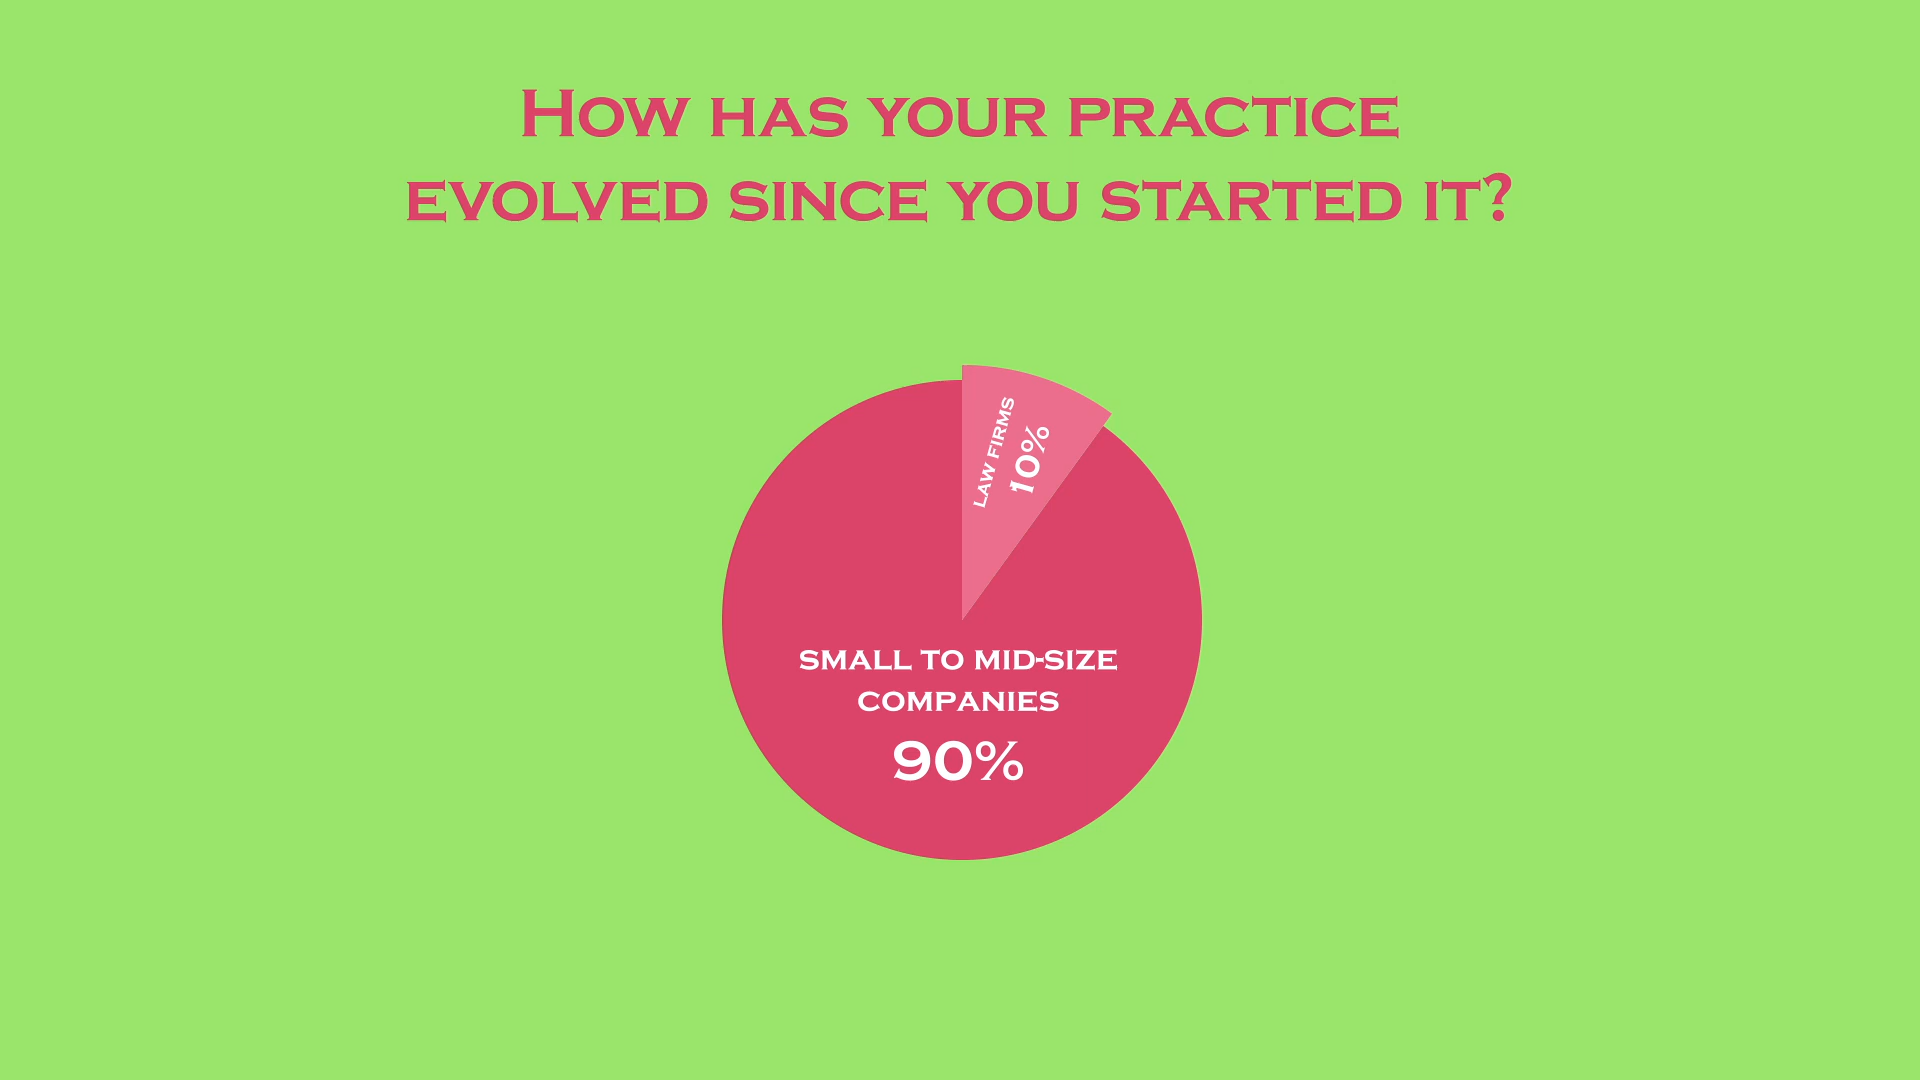 How has your practice
evolved since you started it?
Law firms
10%
small to mid-size
companies
90%